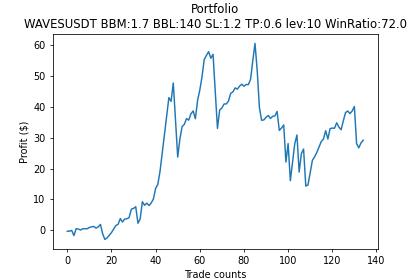 Portfolio
WAVESUSDT BBM:1.7 BBL:140 SL:1.2 TP:0.6 lev:10 WinRatio:72.0
60
50
40
30
20
10
0
Profit ($)
0 20 40 60 80 100 120 140
Trade counts